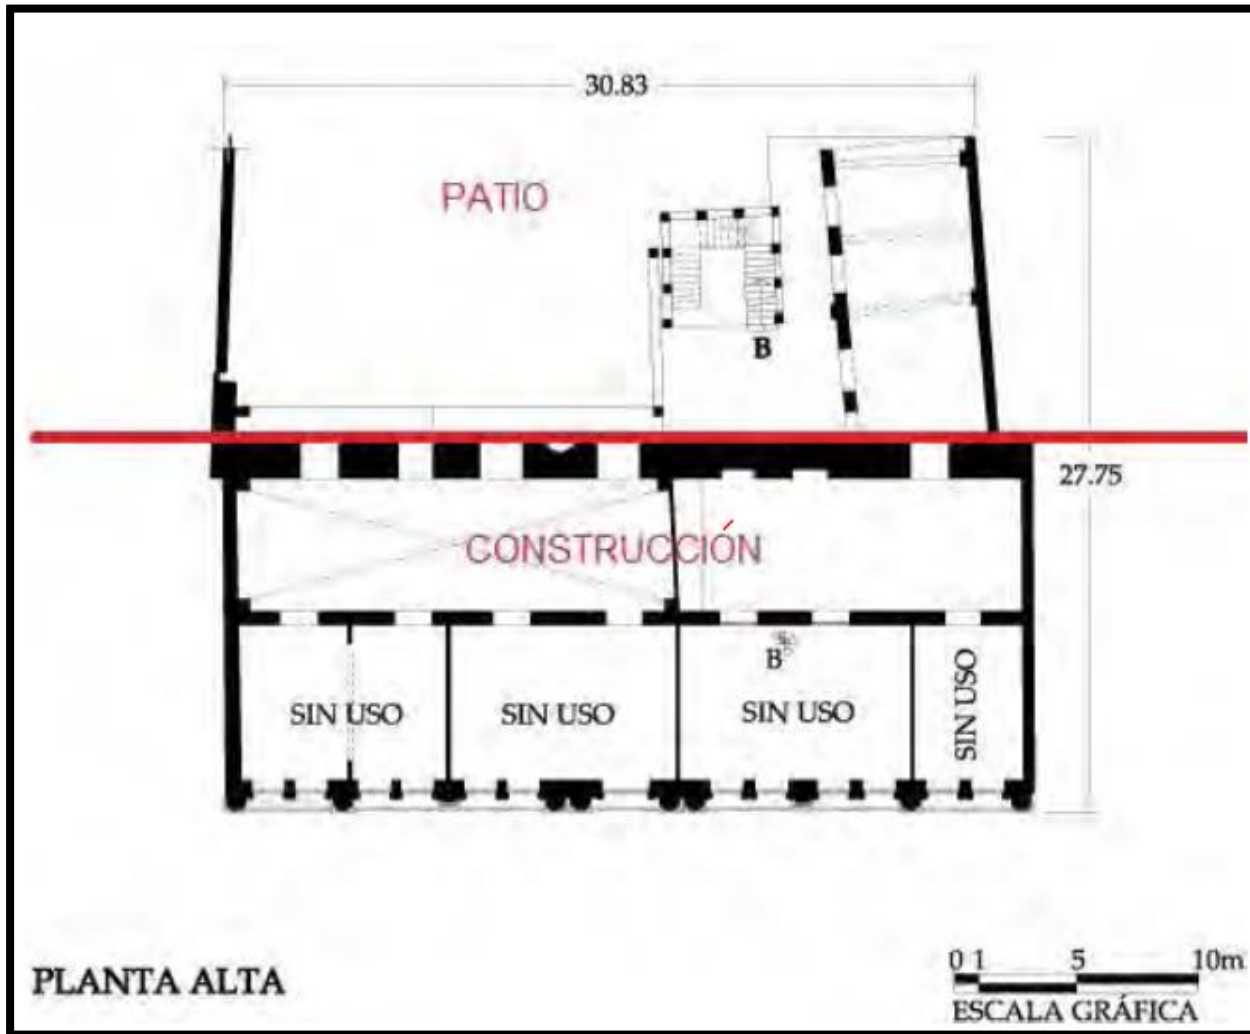 30.83
PATIO
B
27.75
CONSTRUCCIÓN
B
SIN USO
SIN USO
SIN USO
SIN USO
PLANTA ALTA
0 1 5 10m
ESCALA GRÁFICA